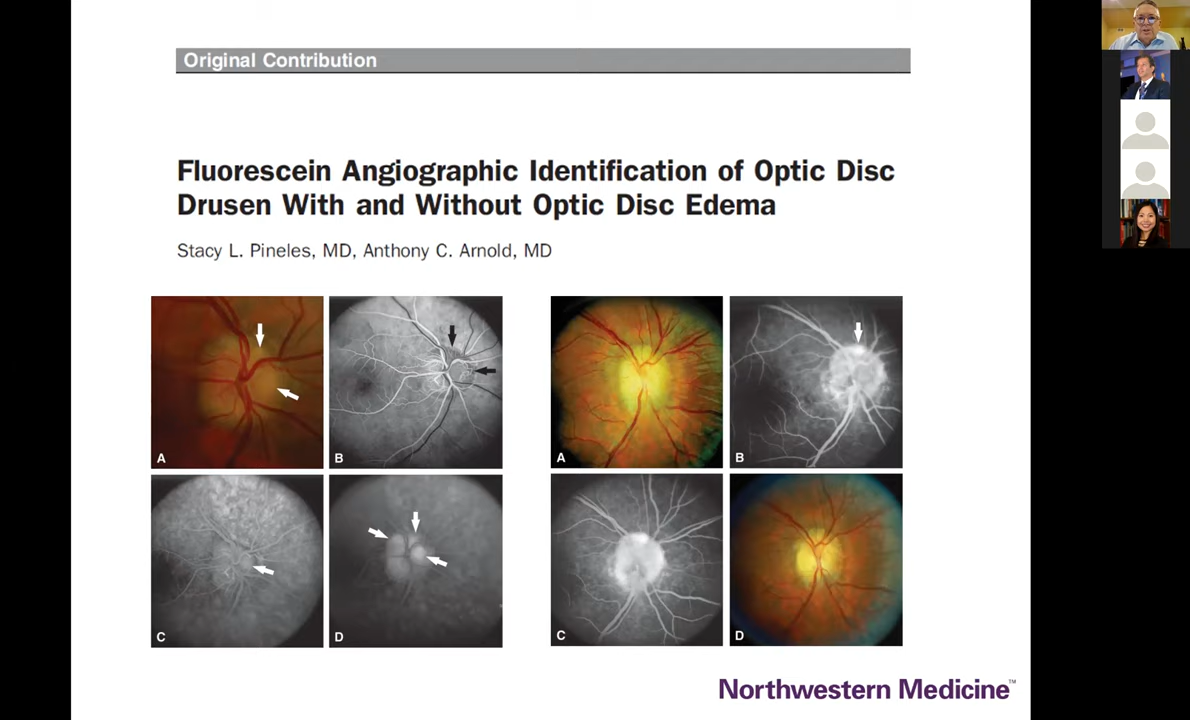 Original Contribution
Fluorescein Angiographic Identification of Optic Disc
Drusen With and Without Optic Disc Edema
Stacy L. Pineles, MD, Anthony C. Arnold, MD
A
B
A
B
C
D
C
D
Northwestern Medicine™